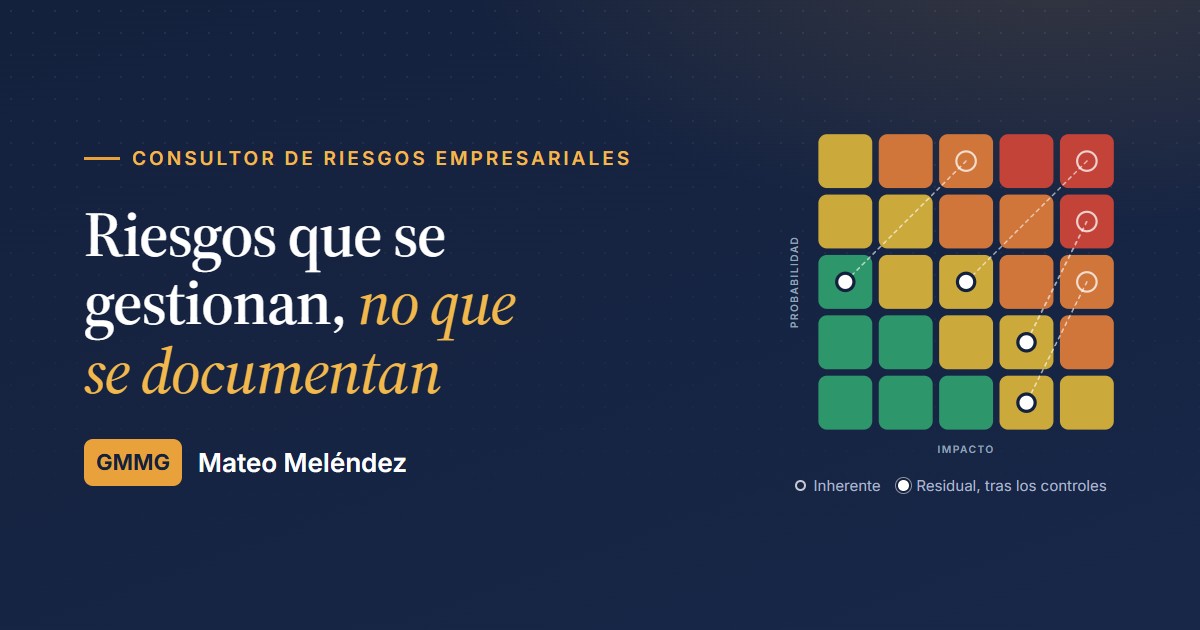 CONSULTOR DE RIESGOS EMPRESARIALES
Riesgos que se
gestionan, no que
se documentan
GMMG Mateo Meléndez
PROBABILIDAD
IMPACTO
Inherente Residual, tras los controles